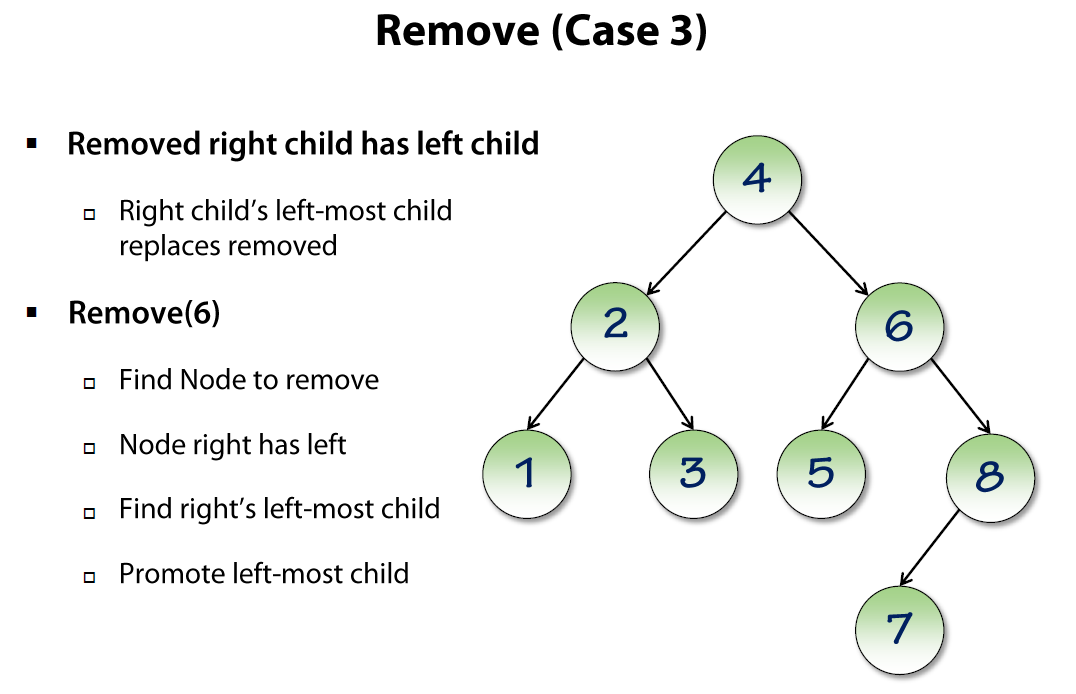 Remove (Case 3)
Removed right child has left child
Right child’s left-most child
replaces removed
Remove(6)
Find Node to remove
Node right has left
Find right’s left-most child
Promote left-most child
4
2
6
1
3
5
8
7